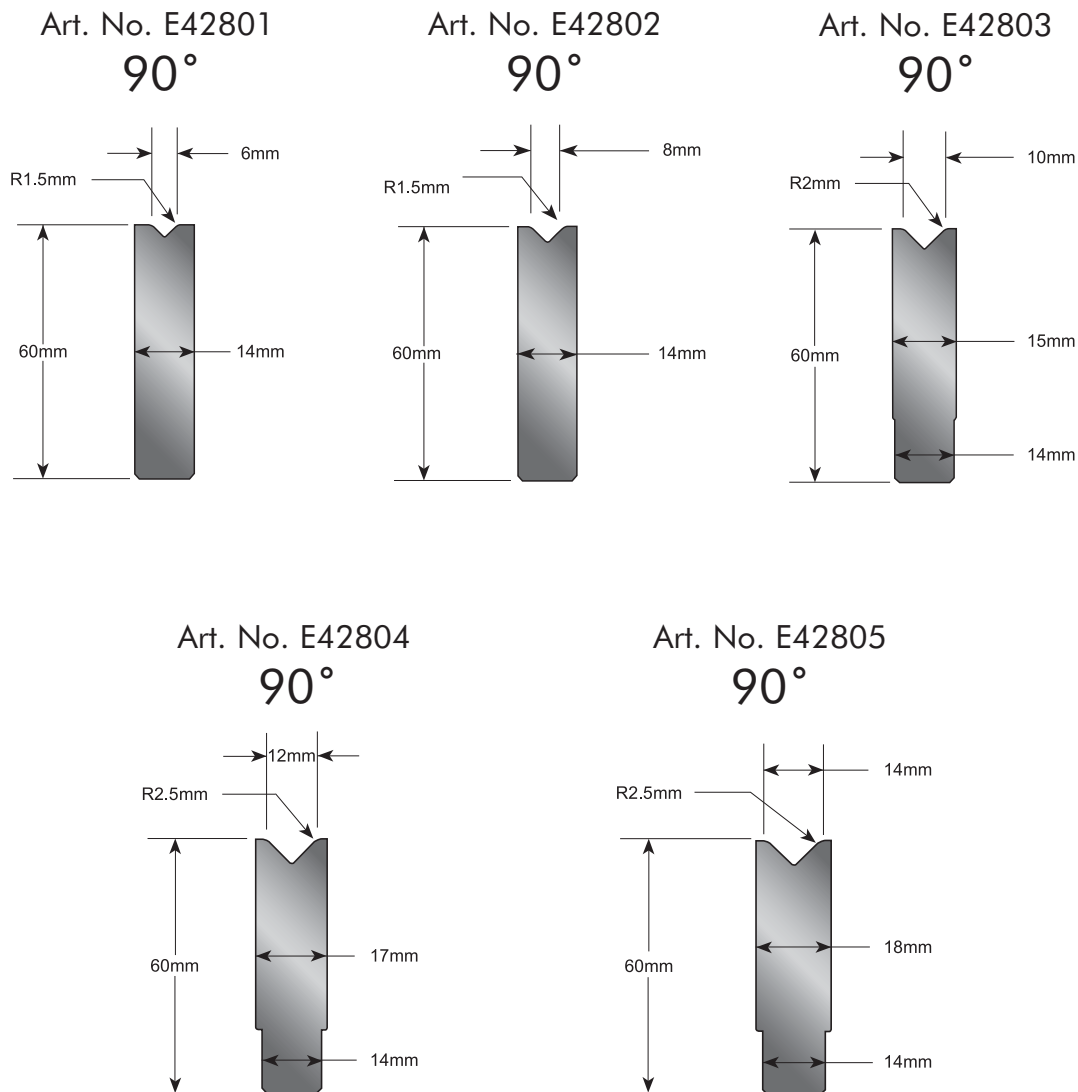 Art. No. E42801
90°
6mm
R1.5mm
60mm
14mm
Art. No. E42802
90°
8mm
R1.5mm
60mm
14mm
Art. No. E42803
90°
10mm
R2mm
15mm
60mm
14mm
Art. No. E42804
90°
12mm
R2.5mm
17mm
60mm
14mm
Art. No. E42805
90°
14mm
R2.5mm
18mm
60mm
14mm